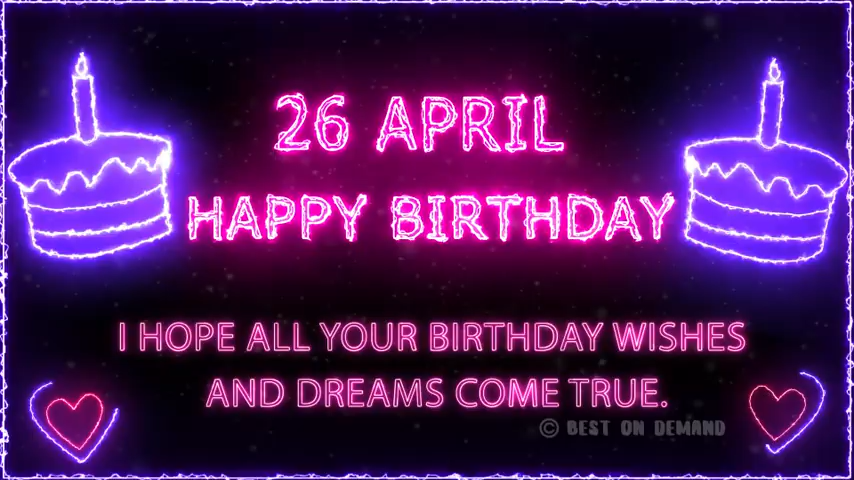 26 APRIL
HAPPY BIRTHDAY
I HOPE ALL YOUR BIRTHDAY WISHES
AND DREAMS COME TRUE.
© BEST ON DEMAND